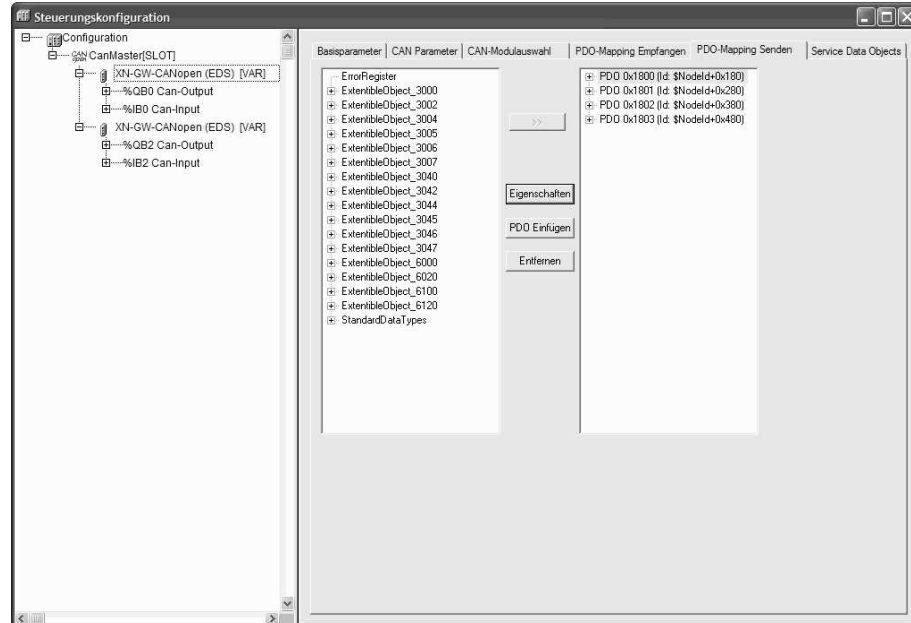 Steuerungskonfiguration
Configuration
CanMaster[SLOT]
XN-GW-CANopen (EDS) [VAR]
%QB0 Can-Output
%IB0 Can-Input
XN-GW-CANopen (EDS) [VAR]
%QB2 Can-Output
%IB2 Can-Input
Basisparameter
CAN Parameter
CAN-Modulauswahl
PDO-Mapping Empfangen
PDO-Mapping Senden
Service Data Objects
ErrorRegister
ExtentibleObject_3000
ExtentibleObject_3002
ExtentibleObject_3004
ExtentibleObject_3005
ExtentibleObject_3006
ExtentibleObject_3007
ExtentibleObject_3040
ExtentibleObject_3042
ExtentibleObject_3044
ExtentibleObject_3045
ExtentibleObject_3046
ExtentibleObject_3047
ExtentibleObject_6000
ExtentibleObject_6020
ExtentibleObject_6100
ExtentibleObject_6120
StandardDataTypes
>>
Eigenschaften
PDO Einfügen
Entfernen
PDO 0x1800 (Id: $NodeId+0x180)
PDO 0x1801 (Id: $NodeId+0x280)
PDO 0x1802 (Id: $NodeId+0x380)
PDO 0x1803 (Id: $NodeId+0x480)